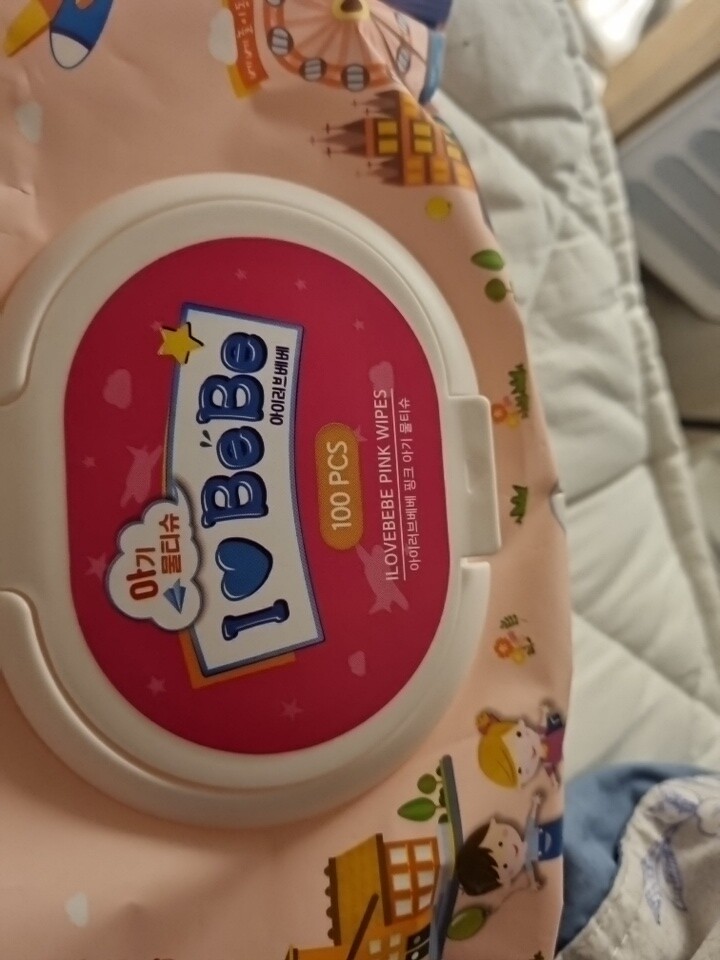 아기
물티슈
I BeBe
아이러브베베
100 PCS
ILOVEBEBE PINK WIPES
아이러브베베 핑크 아기 물티슈